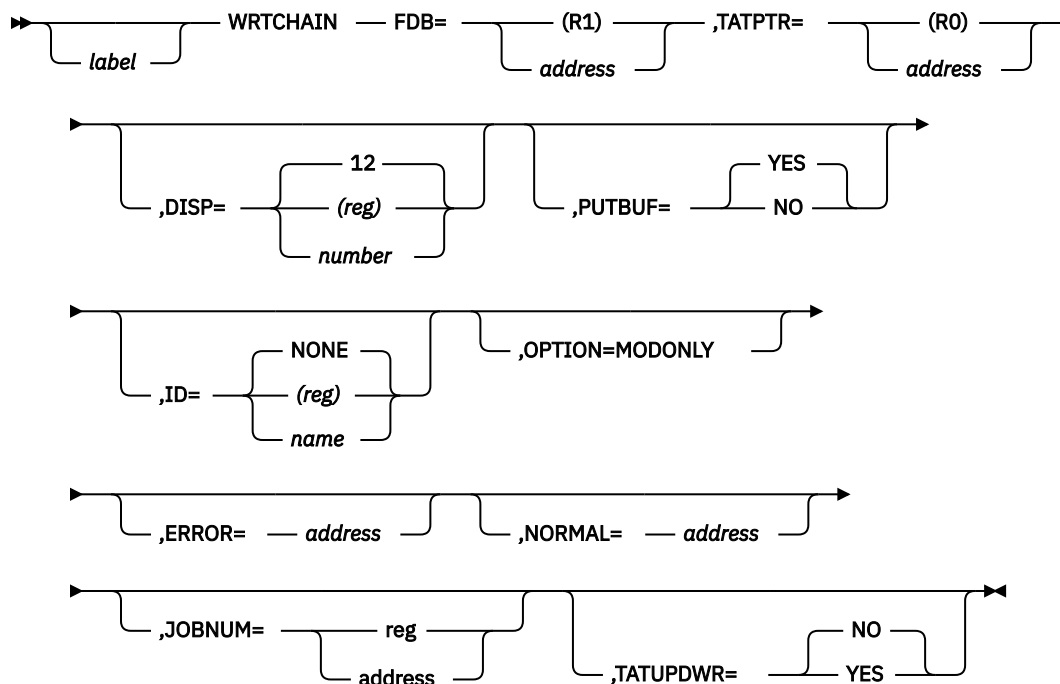 WRTCHAIN FDB= (R1) ,TATPTR= (R0)
label address address
12 YES
,DISP= (reg) ,PUTBUF= NO
number
NONE ,OPTION=MODONLY
,ID= (reg)
name
,ERROR= address ,NORMAL= address
,JOBNUM= reg NO
address ,TATUPDWR= YES